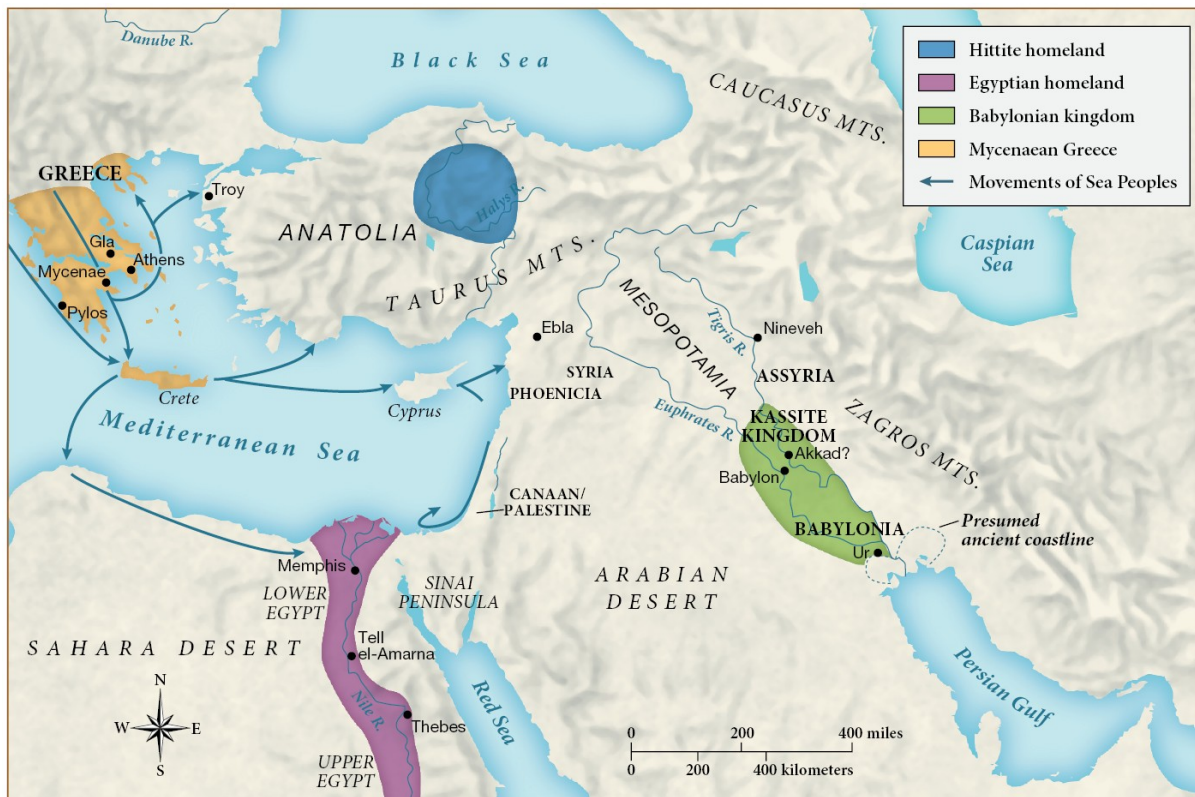 Danube R.
Black Sea
CAUCASUS MTS.
Hittite homeland
Egyptian homeland
Babylonian kingdom
Mycenaean Greece
Movements of Sea Peoples
GREECE
Troy
Halys R.
ANATOLIA
Gla
Athens
Mycenae
Pylos
TAURUS MTS.
Caspian
Sea
MESOPOTAMIA
Tigris R.
Nineveh
Ebla
SYRIA
PHOENICIA
ASSYRIA
Crete
Cyprus
Euphrates R.
KASSITE
KINGDOM
Akkad?
Babylon
ZAGROS MTS.
Mediterranean Sea
CANAAN/
PALESTINE
BABYLONIA
Ur
Presumed
ancient coastline
Memphis
LOWER
EGYPT
SINAI
PENINSULA
ARABIAN
DESERT
SAHARA DESERT
Tell
el-Amarna
Nile R.
Thebes
Red Sea
Persian Gulf
UPPER
EGYPT
N
W
E
S
0 200 400 miles
0 200 400 kilometers